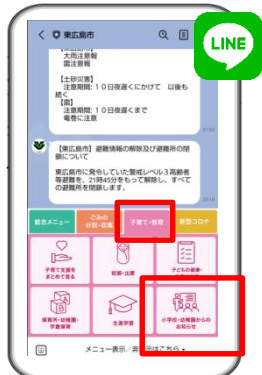 LINE
東広島市
【東広島市】
大雨注意報
雷注意報
【土砂災害】
注意期間：１０日夜遅くにかけて 以後も
続く
【雷】
注意期間：１０日夜遅くまで
竜巻に注意
【東広島市】避難情報の解除及び避難所の閉
鎖について
東広島市に発令していた警戒レベル３高齢者
等避難を、21時45分をもって解除し、すべて
の避難所を閉鎖します。
総合メニュー
ごみの
分別・収集
子育て・教育
新型コロナ
子育て支援を
まとめて見る
妊娠・出産
子どもの健康・
保育所・幼稚園・
学童保育
生涯学習
小学校・幼稚園からの
お知らせ
メニュー表示／非表示はこちら